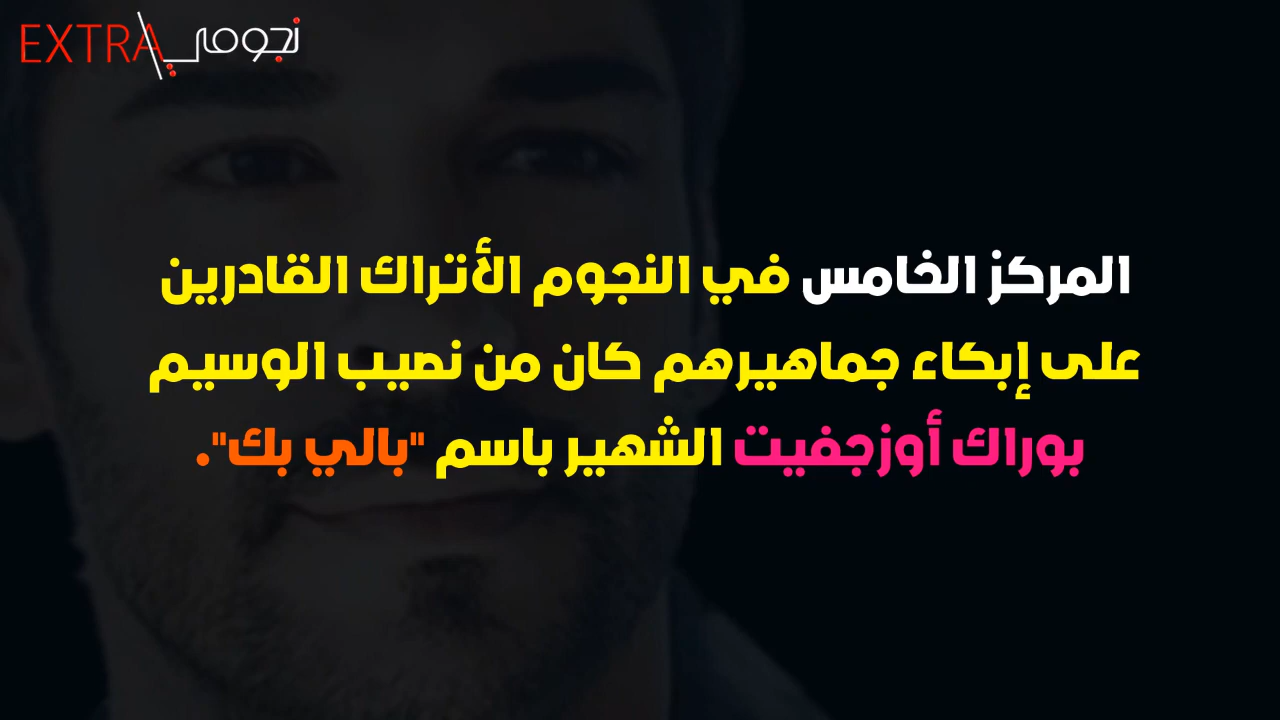 EXTRA نجومي
المركز الخامس في النجوم الأتراك القادرين
على إبكاء جماهيرهم كان من نصيب الوسيم
بوراك أوزجفيت الشهير باسم "بالي بك".